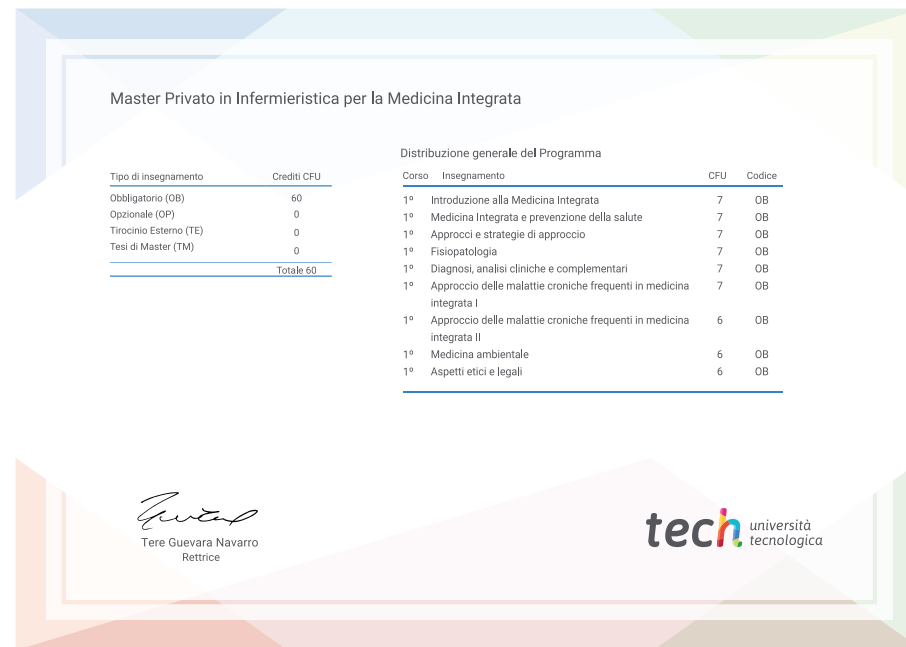 Master Privato in Infermieristica per la Medicina Integrata
Tipo di insegnamento Crediti CFU
Obbligatorio (OB) 60
Opzionale (OP) 0
Tirocinio Esterno (TE) 0
Tesi di Master (TM) 0
Totale 60
Distribuzione generale del Programma
Corso Insegnamento CFU Codice
1º Introduzione alla Medicina Integrata 7 OB
1º Medicina Integrata e prevenzione della salute 7 OB
1º Approcci e strategie di approccio 7 OB
1º Fisiopatologia 7 OB
1º Diagnosi, analisi cliniche e complementari 7 OB
1º Approccio delle malattie croniche frequenti in medicina 7 OB
integrata I
1º Approccio delle malattie croniche frequenti in medicina 6 OB
integrata II
1º Medicina ambientale 6 OB
1º Aspetti etici e legali 6 OB
Tere Guevara Navarro
Rettrice
tech università
tecnologica